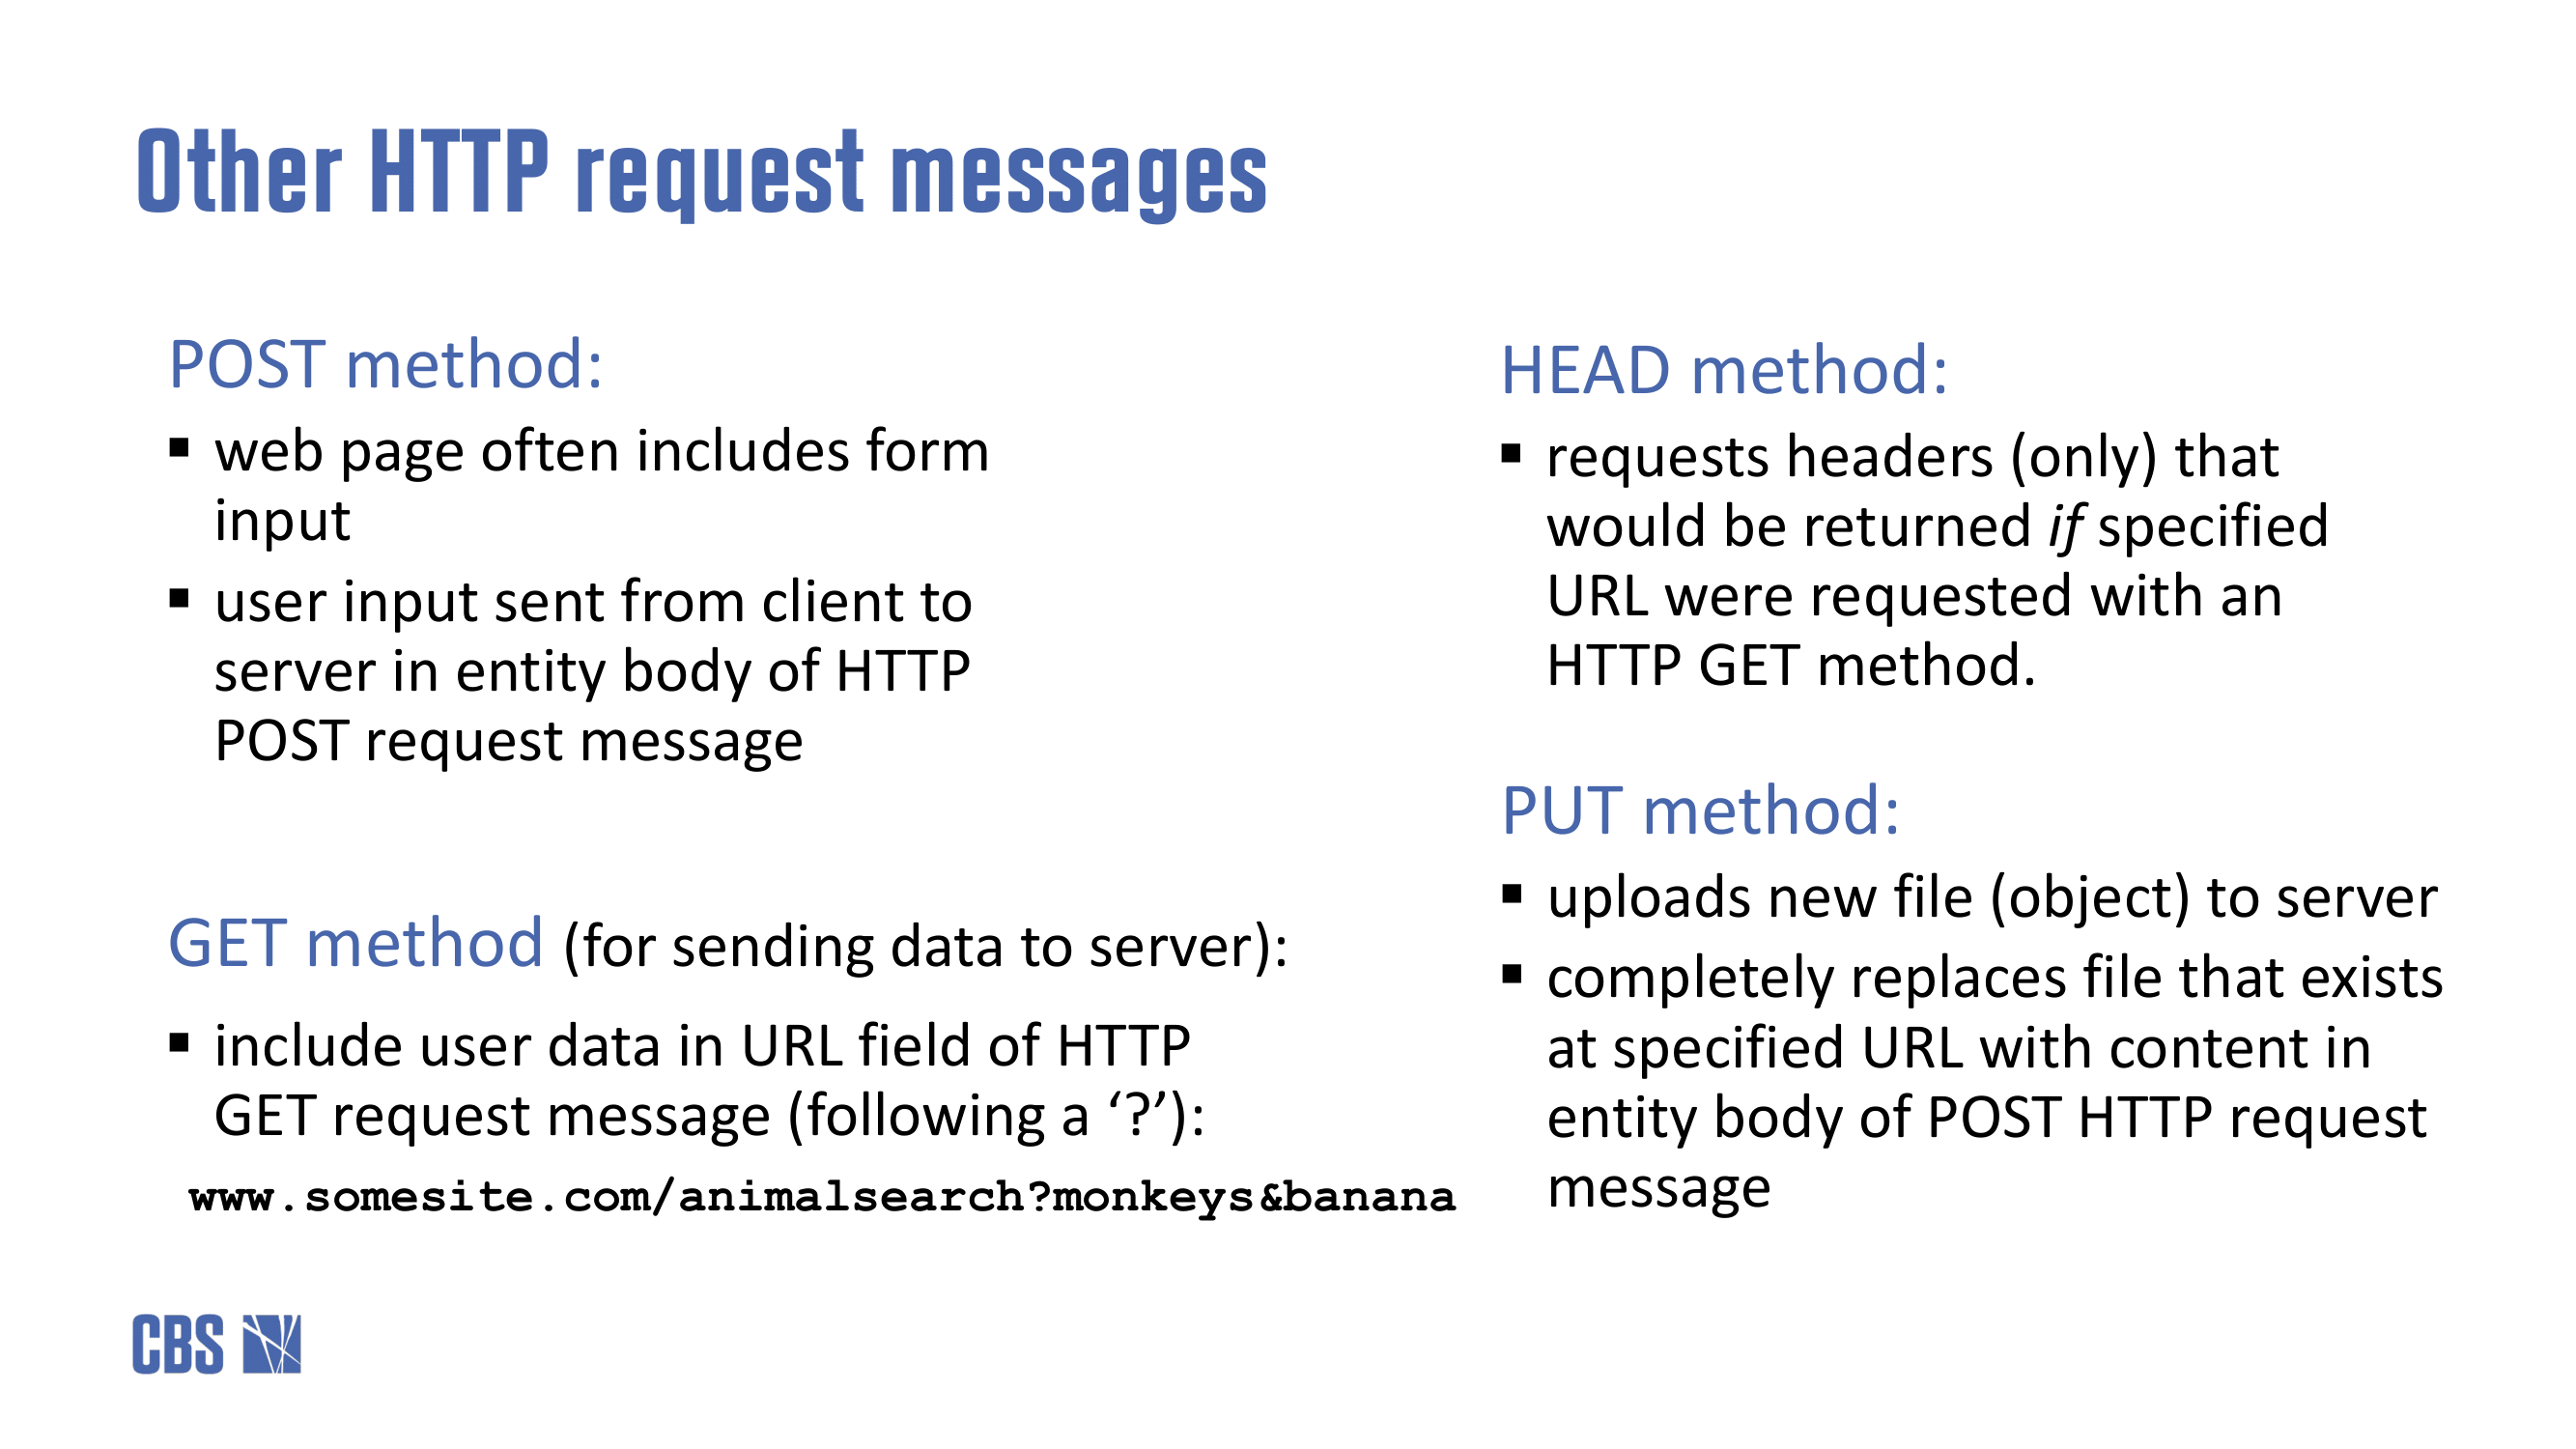 Other HTTP request messages
POST method:
▪ web page often includes form
input
▪ user input sent from client to
server in entity body of HTTP
POST request message
GET method (for sending data to server):
▪ include user data in URL field of HTTP
GET request message (following a ‘?’):
www.somesite.com/animalsearch?monkeys&banana
HEAD method:
▪ requests headers (only) that
would be returned if specified
URL were requested with an
HTTP GET method.
PUT method:
▪ uploads new file (object) to server
▪ completely replaces file that exists
at specified URL with content in
entity body of POST HTTP request
message
CBS